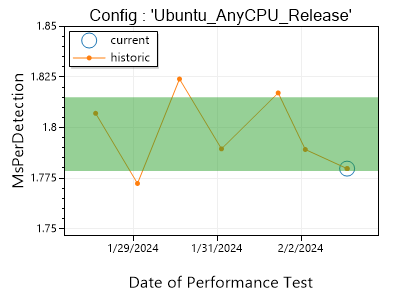 Config : 'Ubuntu_AnyCPU_Release'
1.85
current
historic
1.825
1.8
1.775
1.75
MsPerDetection
1/29/2024
1/31/2024
2/2/2024
Date of Performance Test